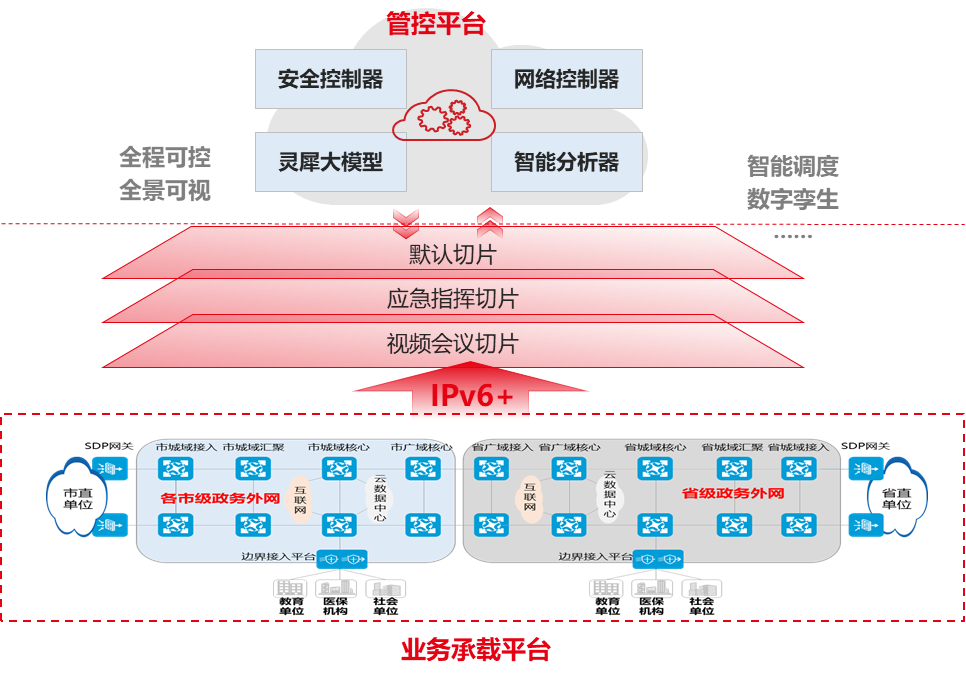 管控平台
安全控制器
网络控制器
灵犀大模型
智能分析器
全程可控
全景可视
智能调度
数字孪生
……
默认切片
应急指挥切片
视频会议切片
IPv6+
SDP网关
市城域接入
市城域汇聚
市城域核心
市广域核心
省广域接入
省广域核心
省城域核心
省城域汇聚
省城域接入
SDP网关
市直
单位
各市级政务外网
互联网
云数据中心
互联网
云数据中心
省级政务外网
省直
单位
边界接入平台
边界接入平台
教育
单位
医保
机构
社会
单位
教育
单位
医保
机构
社会
单位
业务承载平台